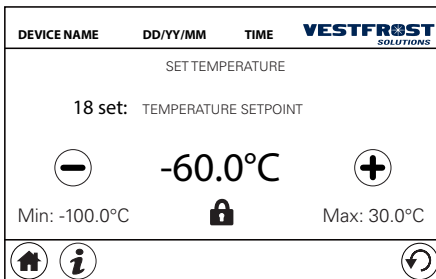 DEVICE NAME DD/YY/MM TIME VESTFROST
SOLUTIONS
SET TEMPERATURE
18 set: TEMPERATURE SETPOINT
-60.0°C
Min: -100.0°C Max: 30.0°C
i